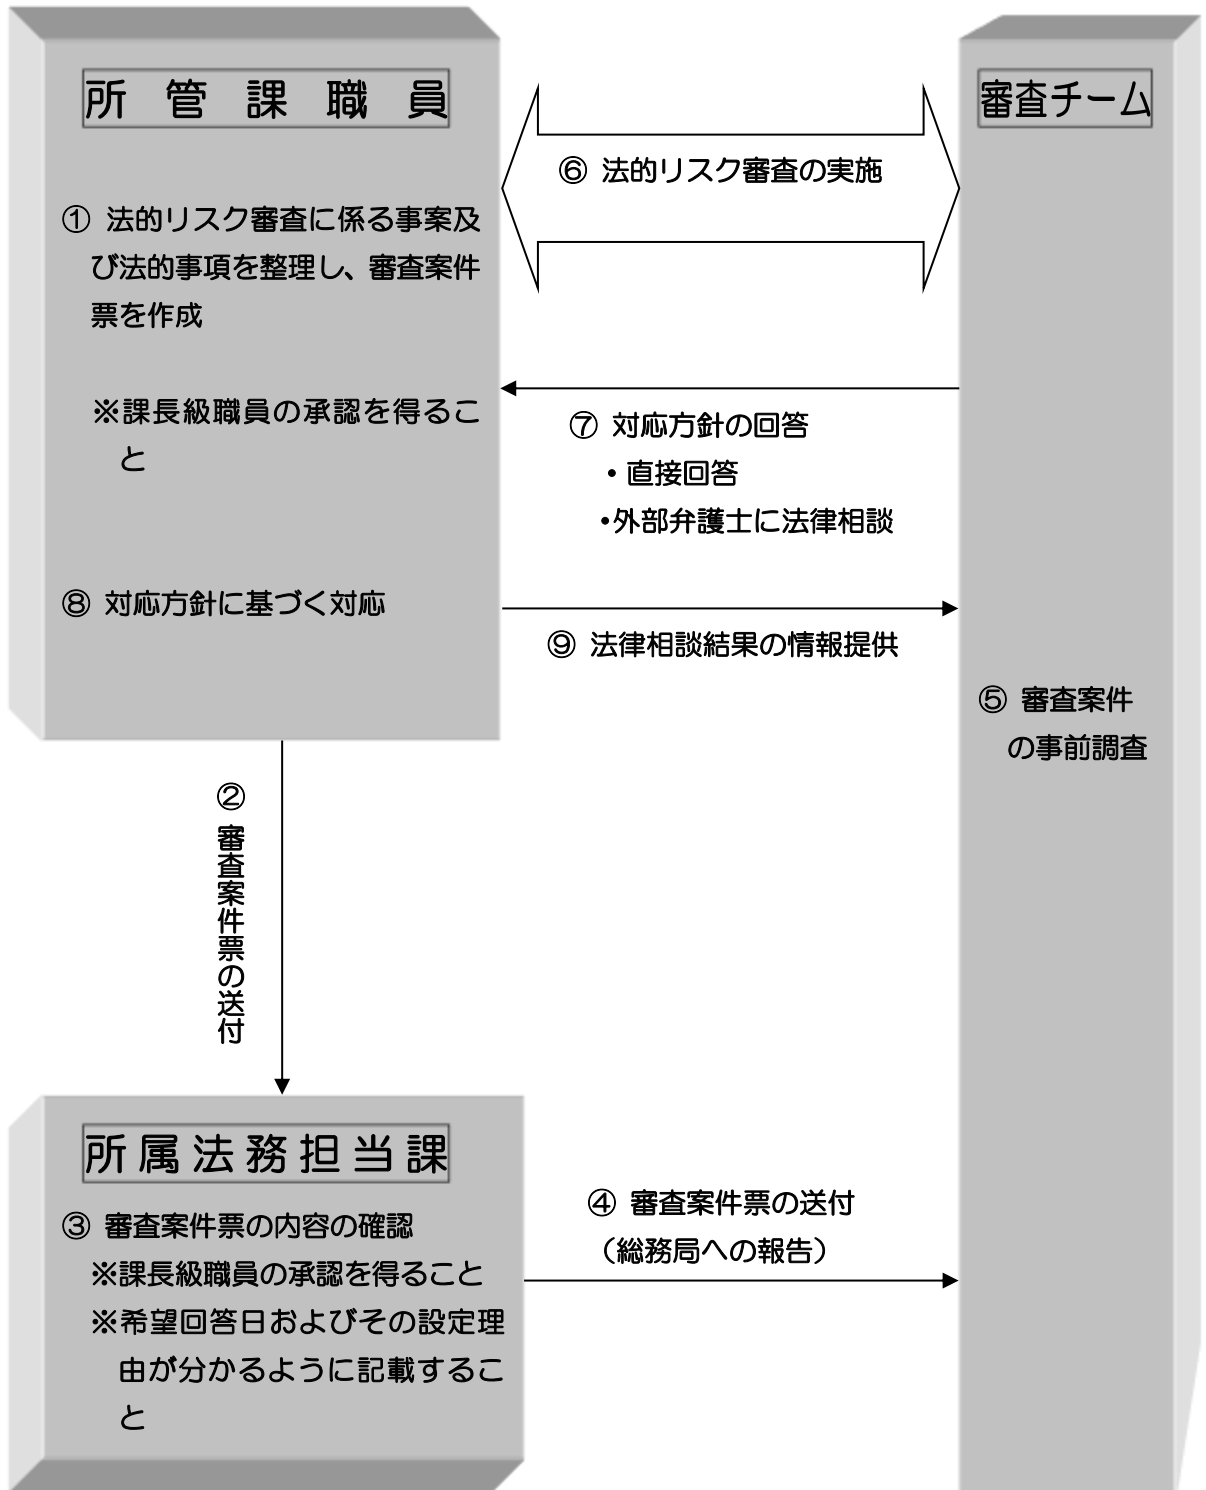 所管課職員
① 法的リスク審査に係る事案及
び法的事項を整理し、審査案件
票を作成
※課長級職員の承認を得るこ
と
⑧ 対応方針に基づく対応
審査チーム
⑥ 法的リスク審査の実施
⑦ 対応方針の回答
・直接回答
・外部弁護士に法律相談
⑨ 法律相談結果の情報提供
⑤ 審査案件
の事前調査
② 審査案件票の送付
所属法務担当課
③ 審査案件票の内容の確認
※課長級職員の承認を得ること
※希望回答日およびその設定理
由が分かるように記載するこ
と
④ 審査案件票の送付
（総務局への報告）